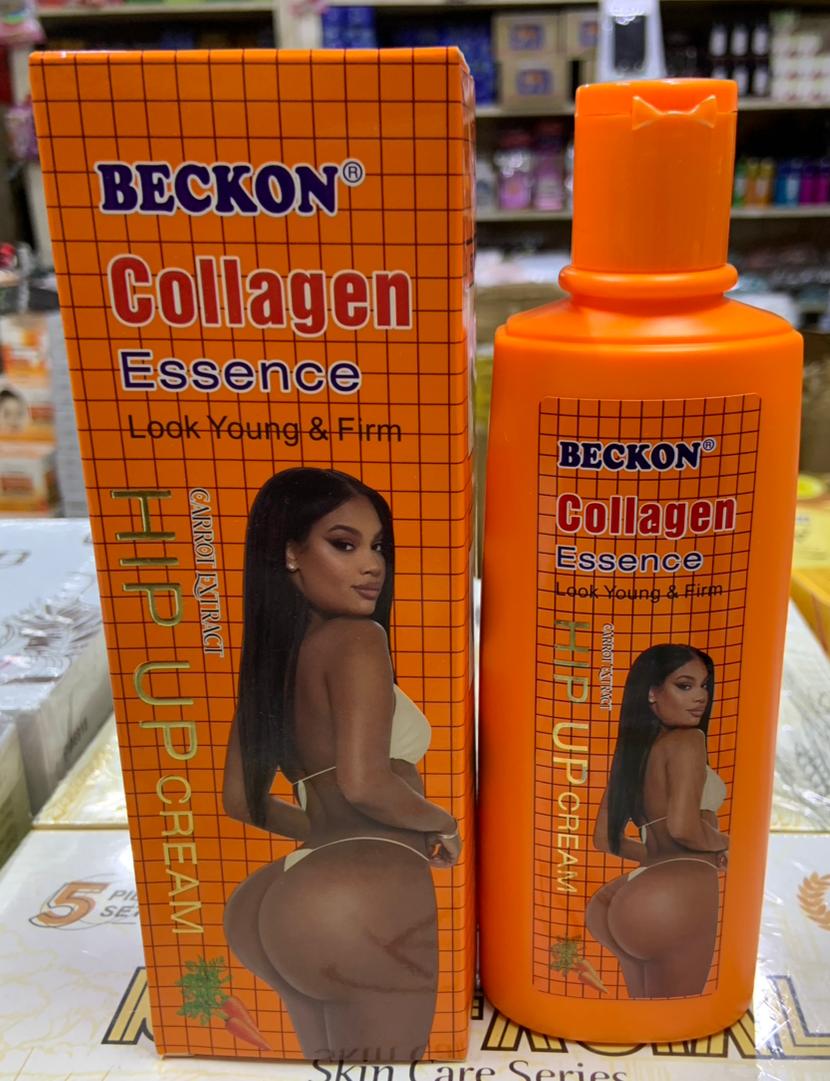 BECKON®
Collagen
Essence
Look Young & Firm
CARROT EXTRACT
HIP UP CREAM
BECKON®
Collagen
Essence
Look Young & Firm
CARROT EXTRACT
HIP UP CREAM
5
Skin Care Series